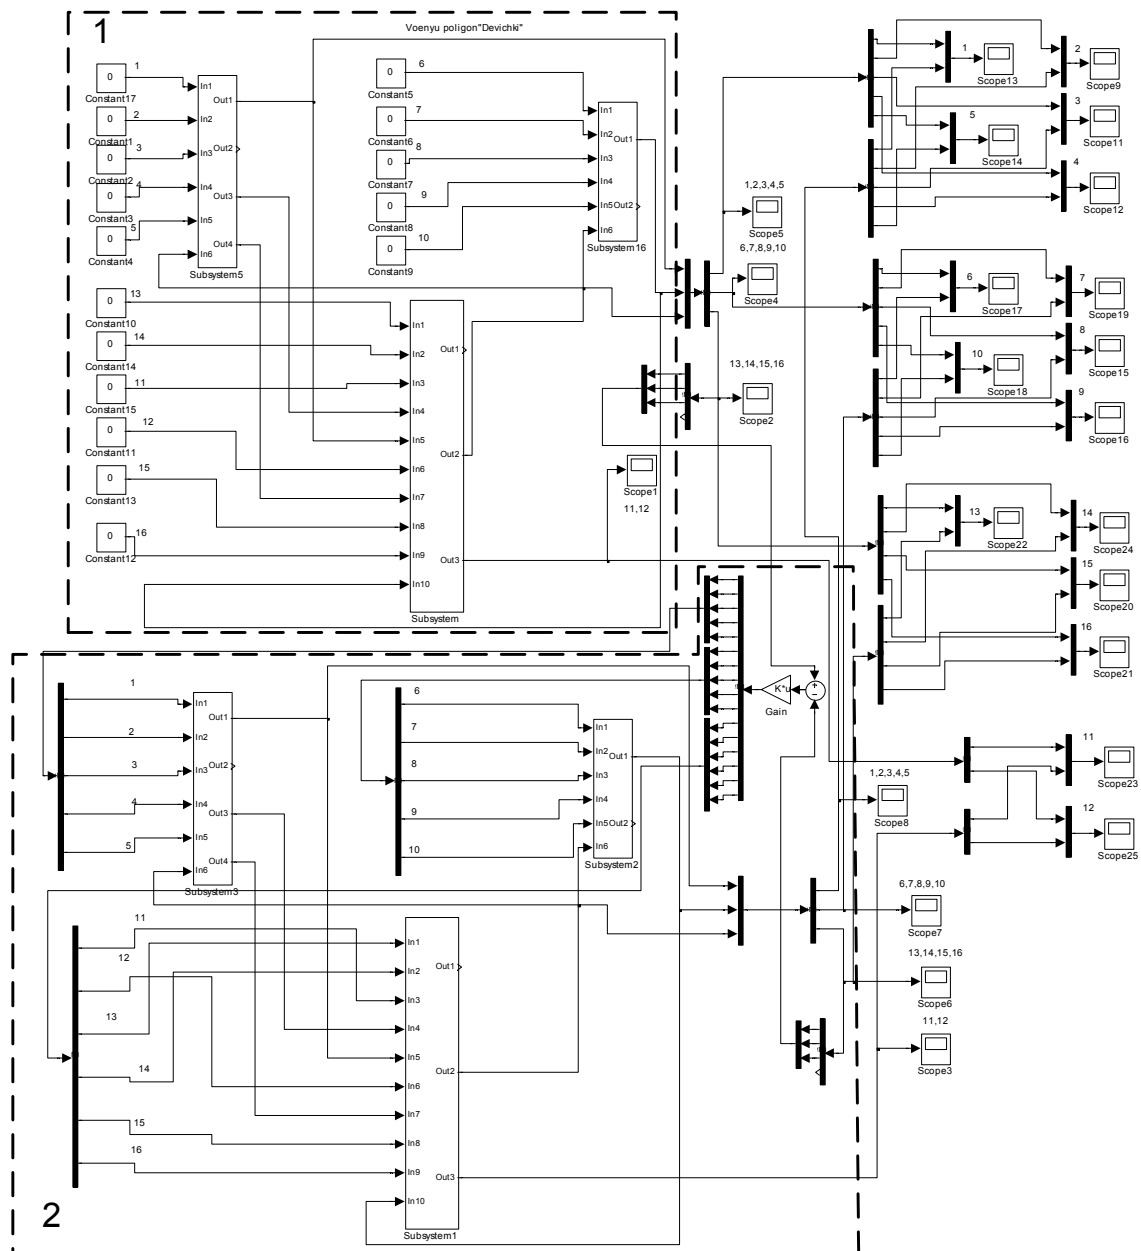 1
Voenyu poligon"Devichki"
1
0
Constant17
2
0
Constant1
3
0
Constant2
4
0
Constant3
5
0
Constant4
In1
In2
In3
In4
In5
In6
Out1
Out2
Out3
Out4
Subsystem5
6
0
Constant5
7
0
Constant6
8
0
Constant7
9
0
Constant8
10
0
Constant9
In1
In2
In3
In4
In5
In6
Out1
Out2
Subsystem16
13
0
Constant10
14
0
Constant14
11
0
Constant15
12
0
Constant11
15
0
Constant13
16
0
Constant12
In1
In2
In3
In4
In5
In6
In7
In8
In9
In10
Out1
Out2
Out3
Subsystem
Scope1
11,12
1,2,3,4,5
Scope5
6,7,8,9,10
Scope4
13,14,15,16
Scope2
1
Scope13
2
Scope9
3
Scope11
5
Scope14
4
Scope12
6
Scope17
7
Scope19
8
Scope15
10
Scope18
9
Scope16
13
Scope22
14
Scope24
15
Scope20
16
Scope21
11
Scope23
12
Scope25
K*u
Gain
+
−
1
2
3
4
5
In1
In2
In3
In4
In5
In6
Out1
Out2
Out3
Out4
Subsystem3
6
7
8
9
10
In1
In2
In3
In4
In5
In6
Out1
Out2
Subsystem2
1,2,3,4,5
Scope8
6,7,8,9,10
Scope7
13,14,15,16
Scope6
11,12
Scope3
11
12
13
14
15
16
In1
In2
In3
In4
In5
In6
In7
In8
In9
In10
Out1
Out2
Out3
Subsystem1
2